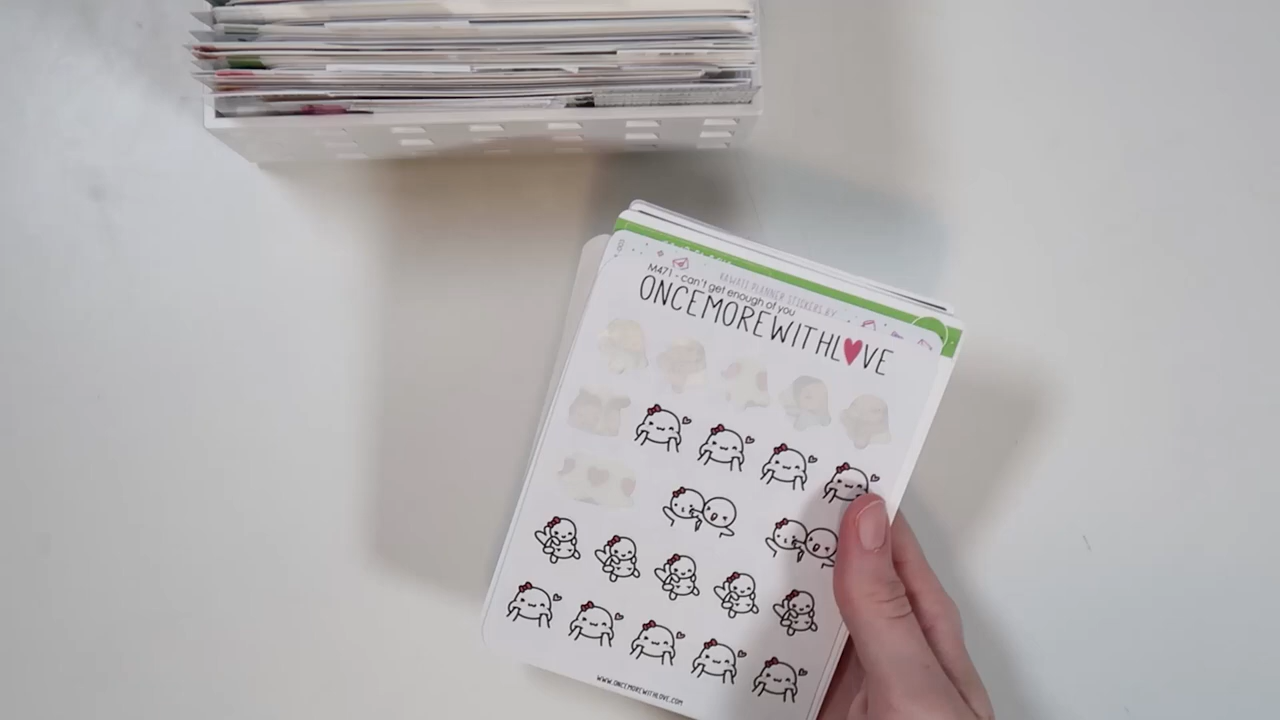 KAWAII PLANNER STICKERS BY
M471 - can't get enough of you
ONCEMOREWITHLOVE
WWW.ONCEMOREWITHLOVE.COM